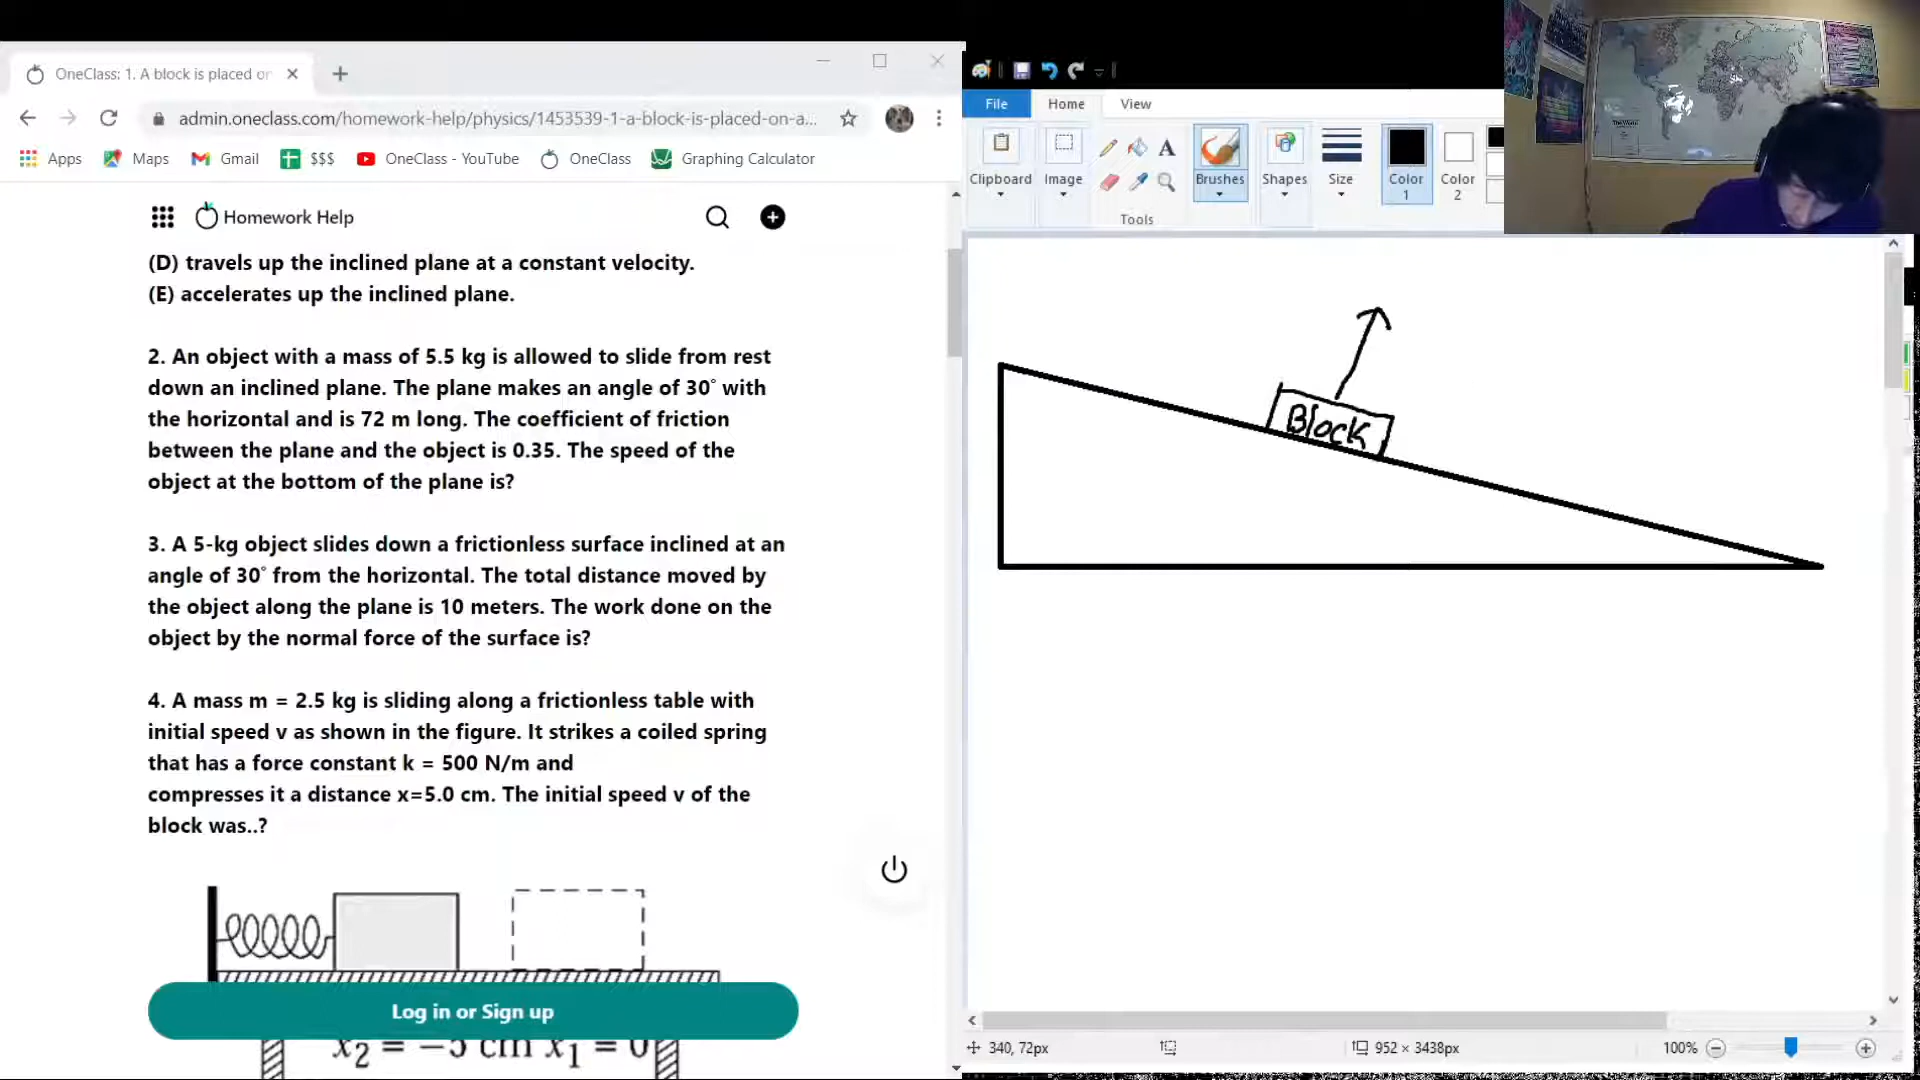 OneClass: 1. A block is placed or
admin.oneclass.com/homework-help/physics/1453539-1-a-block-is-placed-on-a...
Apps
Maps
Gmail
$$$
OneClass - YouTube
OneClass
Graphing Calculator
Homework Help
(D) travels up the inclined plane at a constant velocity.
(E) accelerates up the inclined plane.
2. An object with a mass of 5.5 kg is allowed to slide from rest
down an inclined plane. The plane makes an angle of 30° with
the horizontal and is 72 m long. The coefficient of friction
between the plane and the object is 0.35. The speed of the
object at the bottom of the plane is?
3. A 5-kg object slides down a frictionless surface inclined at an
angle of 30° from the horizontal. The total distance moved by
the object along the plane is 10 meters. The work done on the
object by the normal force of the surface is?
4. A mass m = 2.5 kg is sliding along a frictionless table with
initial speed v as shown in the figure. It strikes a coiled spring
that has a force constant k = 500 N/m and
compresses it a distance x=5.0 cm. The initial speed v of the
block was..?
Log in or Sign up
x₂ = −5 cm x₁ = 0
File
Home
View
Clipboard
Image
A
Tools
Brushes
Shapes
Size
Color
1
Color
2
Block
340, 72px
952 × 3438px
100%